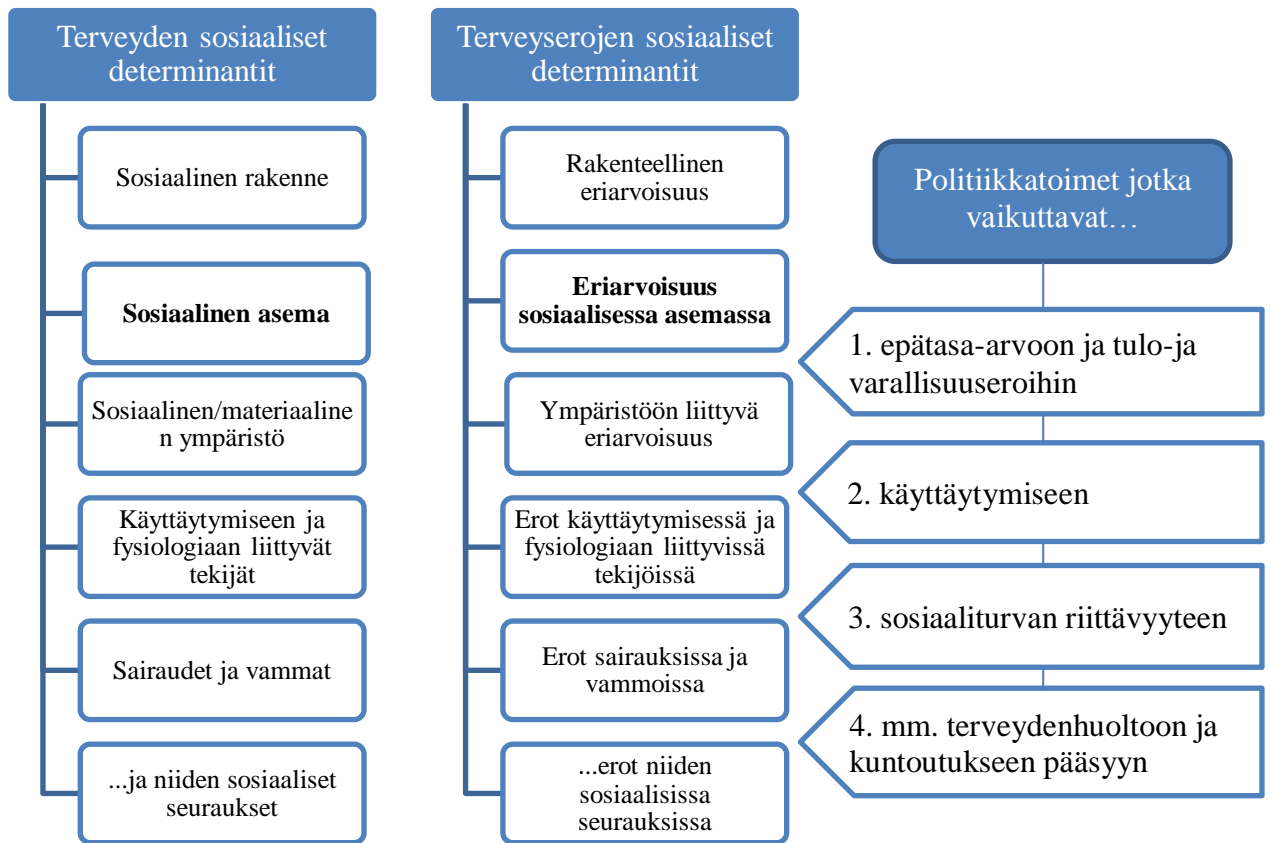 Terveyden sosiaaliset
determinantit
Sosiaalinen rakenne
Sosiaalinen asema
Sosiaalinen/materiaaline
n ympäristö
Käyttäytymiseen ja
fysiologiaan liittyvät
tekijät
Sairaudet ja vammat
...ja niiden sosiaaliset
seuraukset
Terveyserojen sosiaaliset
determinantit
Rakenteellinen
eriarvoisuus
Eriarvoisuus
sosiaalisessa asemassa
Ympäristöön liittyvä
eriarvoisuus
Erot käyttäytymisessä ja
fysiologiaan liittyvissä
tekijöissä
Erot sairauksissa ja
vammoissa
...erot niiden
sosiaalisissa
seurauksissa
Politiikkatoimet jotka
vaikuttavat…
1. epätasa-arvoon ja tulo-ja
varallisuuseroihin
2. käyttäytymiseen
3. sosiaaliturvan riittävyyteen
4. mm. terveydenhuoltoon ja
kuntoutukseen pääsyyn